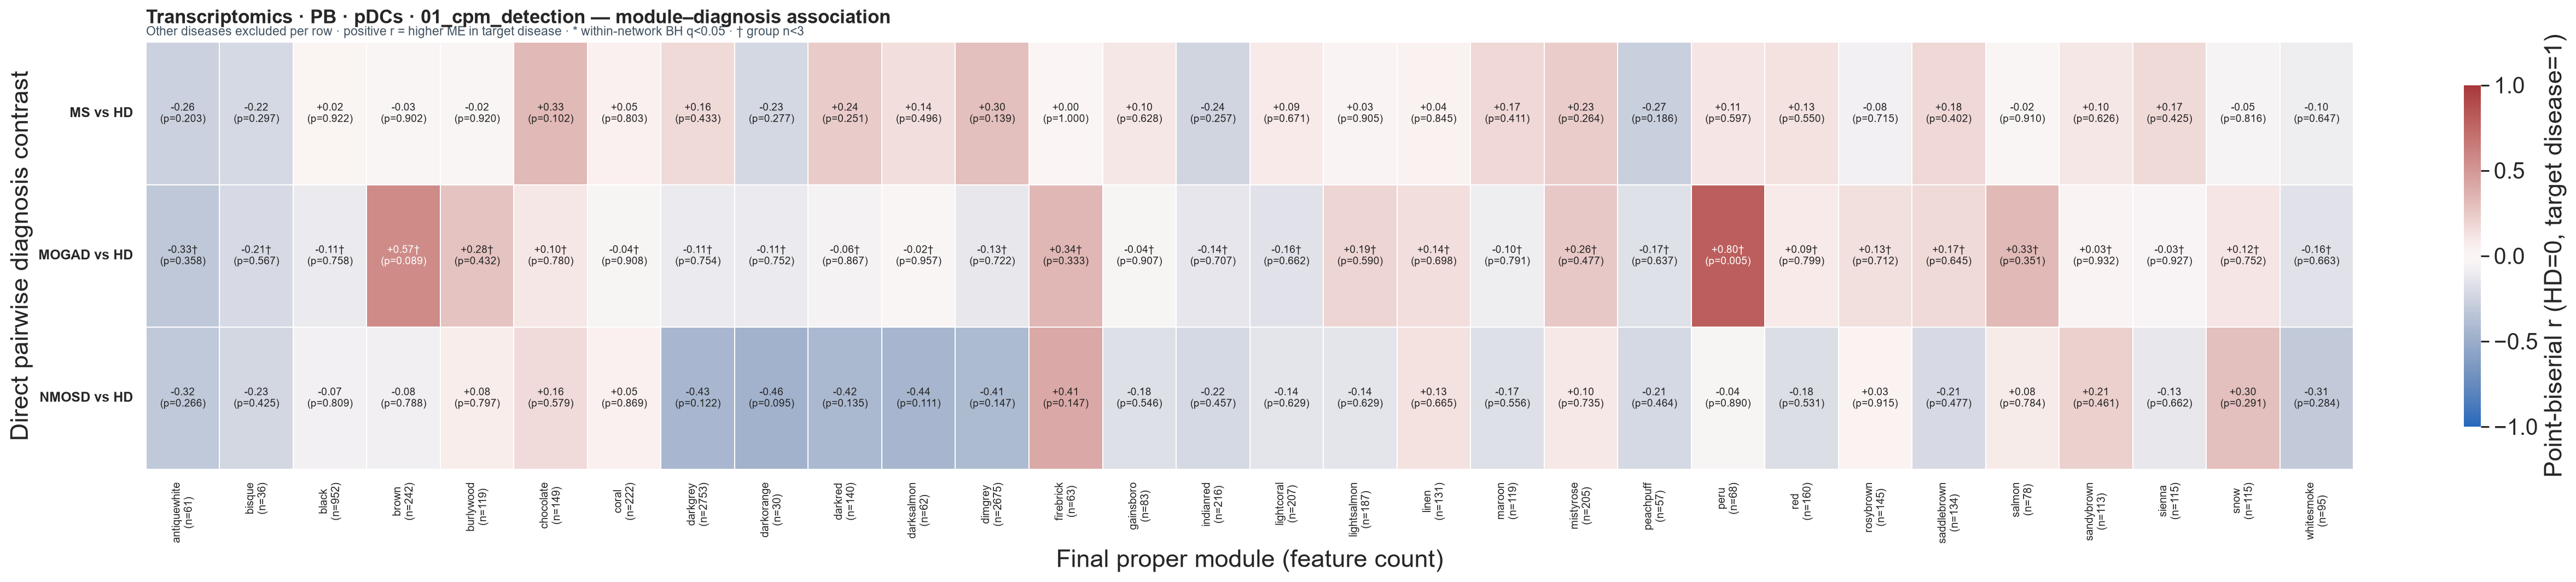 Transcriptomics · PB · pDCs · 01_cpm_detection — module–diagnosis association
Other diseases excluded per row · positive r = higher ME in target disease · * within-network BH q<0.05 · † group n<3
Direct pairwise diagnosis contrast
MS vs HD
-0.26 -0.22 +0.02 -0.03 -0.02 +0.33 +0.05 +0.16 -0.23 +0.24 +0.14 +0.30 +0.00 +0.10 -0.24 +0.09 +0.03 +0.04 +0.17 +0.23 -0.27 +0.11 +0.13 -0.08 +0.18 -0.02 +0.10 +0.17 -0.05 -0.10
(p=0.203) (p=0.297) (p=0.922) (p=0.902) (p=0.920) (p=0.102) (p=0.803) (p=0.433) (p=0.277) (p=0.251) (p=0.496) (p=0.139) (p=1.000) (p=0.628) (p=0.257) (p=0.671) (p=0.905) (p=0.845) (p=0.411) (p=0.264) (p=0.186) (p=0.597) (p=0.550) (p=0.715) (p=0.402) (p=0.910) (p=0.626) (p=0.425) (p=0.816) (p=0.647)
MOGAD vs HD
-0.33† -0.21† -0.11† +0.57† +0.28† +0.10† -0.04† -0.11† -0.11† -0.06† -0.02† -0.13† +0.34† -0.04† -0.14† -0.16† +0.19† +0.14† -0.10† +0.26† -0.17† +0.80† +0.09† +0.13† +0.17† +0.33† +0.03† -0.03† +0.12† -0.16†
(p=0.358) (p=0.567) (p=0.758) (p=0.089) (p=0.432) (p=0.780) (p=0.908) (p=0.754) (p=0.752) (p=0.867) (p=0.957) (p=0.722) (p=0.333) (p=0.907) (p=0.707) (p=0.662) (p=0.590) (p=0.698) (p=0.791) (p=0.477) (p=0.637) (p=0.005) (p=0.799) (p=0.712) (p=0.645) (p=0.351) (p=0.932) (p=0.927) (p=0.752) (p=0.663)
NMOSD vs HD
-0.32 -0.23 -0.07 -0.08 +0.08 +0.16 +0.05 -0.43 -0.46 -0.42 -0.44 -0.41 +0.41 -0.18 -0.22 -0.14 -0.14 +0.13 -0.17 +0.10 -0.21 -0.04 -0.18 +0.03 -0.21 +0.08 +0.21 -0.13 +0.30 -0.31
(p=0.266) (p=0.425) (p=0.809) (p=0.788) (p=0.797) (p=0.579) (p=0.869) (p=0.122) (p=0.095) (p=0.135) (p=0.111) (p=0.147) (p=0.147) (p=0.546) (p=0.457) (p=0.629) (p=0.629) (p=0.665) (p=0.556) (p=0.735) (p=0.464) (p=0.890) (p=0.531) (p=0.915) (p=0.477) (p=0.784) (p=0.461) (p=0.662) (p=0.291) (p=0.284)
antiquewhite
(n=61)
bisque
(n=36)
black
(n=952)
brown
(n=242)
burlywood
(n=119)
chocolate
(n=149)
coral
(n=222)
darkgrey
(n=2753)
darkorange
(n=30)
darkred
(n=140)
darksalmon
(n=62)
dimgrey
(n=2675)
firebrick
(n=63)
gainsboro
(n=83)
indianred
(n=216)
lightcoral
(n=207)
lightsalmon
(n=187)
linen
(n=131)
maroon
(n=119)
mistyrose
(n=205)
peachpuff
(n=57)
peru
(n=68)
red
(n=160)
rosybrown
(n=145)
saddlebrown
(n=134)
salmon
(n=78)
sandybrown
(n=113)
sienna
(n=115)
snow
(n=115)
whitesmoke
(n=95)
Final proper module (feature count)
1.0
0.5
0.0
−0.5
−1.0
Point-biserial r (HD=0, target disease=1)